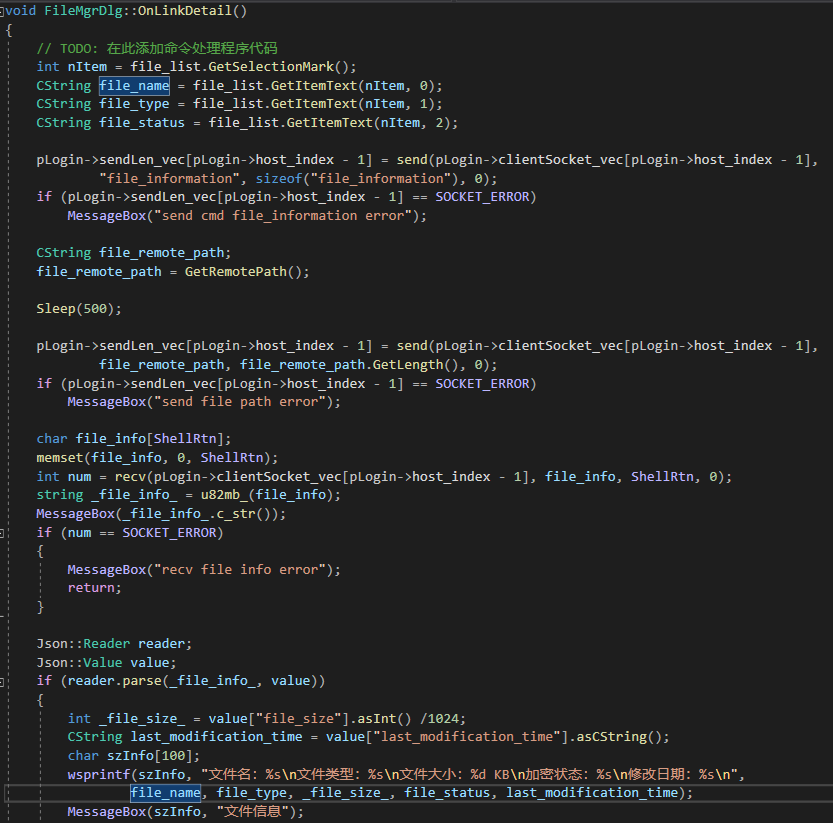 void FileMgrDlg::OnLinkDetail()
{
// TODO: 在此添加命令处理程序代码
int nItem = file_list.GetSelectionMark();
CString file_name = file_list.GetItemText(nItem, 0);
CString file_type = file_list.GetItemText(nItem, 1);
CString file_status = file_list.GetItemText(nItem, 2);
pLogin->sendLen_vec[pLogin->host_index - 1] = send(pLogin->clientSocket_vec[pLogin->host_index - 1],
"file_information", sizeof("file_information"), 0);
if (pLogin->sendLen_vec[pLogin->host_index - 1] == SOCKET_ERROR)
MessageBox("send cmd file_information error");
CString file_remote_path;
file_remote_path = GetRemotePath();
Sleep(500);
pLogin->sendLen_vec[pLogin->host_index - 1] = send(pLogin->clientSocket_vec[pLogin->host_index - 1],
file_remote_path, file_remote_path.GetLength(), 0);
if (pLogin->sendLen_vec[pLogin->host_index - 1] == SOCKET_ERROR)
MessageBox("send file path error");
char file_info[ShellRtn];
memset(file_info, 0, ShellRtn);
int num = recv(pLogin->clientSocket_vec[pLogin->host_index - 1], file_info, ShellRtn, 0);
string _file_info_ = u82mb_(file_info);
MessageBox(_file_info_.c_str());
if (num == SOCKET_ERROR)
{
MessageBox("recv file info error");
return;
}
Json::Reader reader;
Json::Value value;
if (reader.parse(_file_info_, value))
{
int _file_size_ = value["file_size"].asInt() /1024;
CString last_modification_time = value["last_modification_time"].asCString();
char szInfo[100];
wsprintf(szInfo, "文件名: %s\n文件类型: %s\n文件大小: %d KB\n加密状态: %s\n修改日期: %s\n",
file_name, file_type, _file_size_, file_status, last_modification_time);
MessageBox(szInfo, "文件信息");